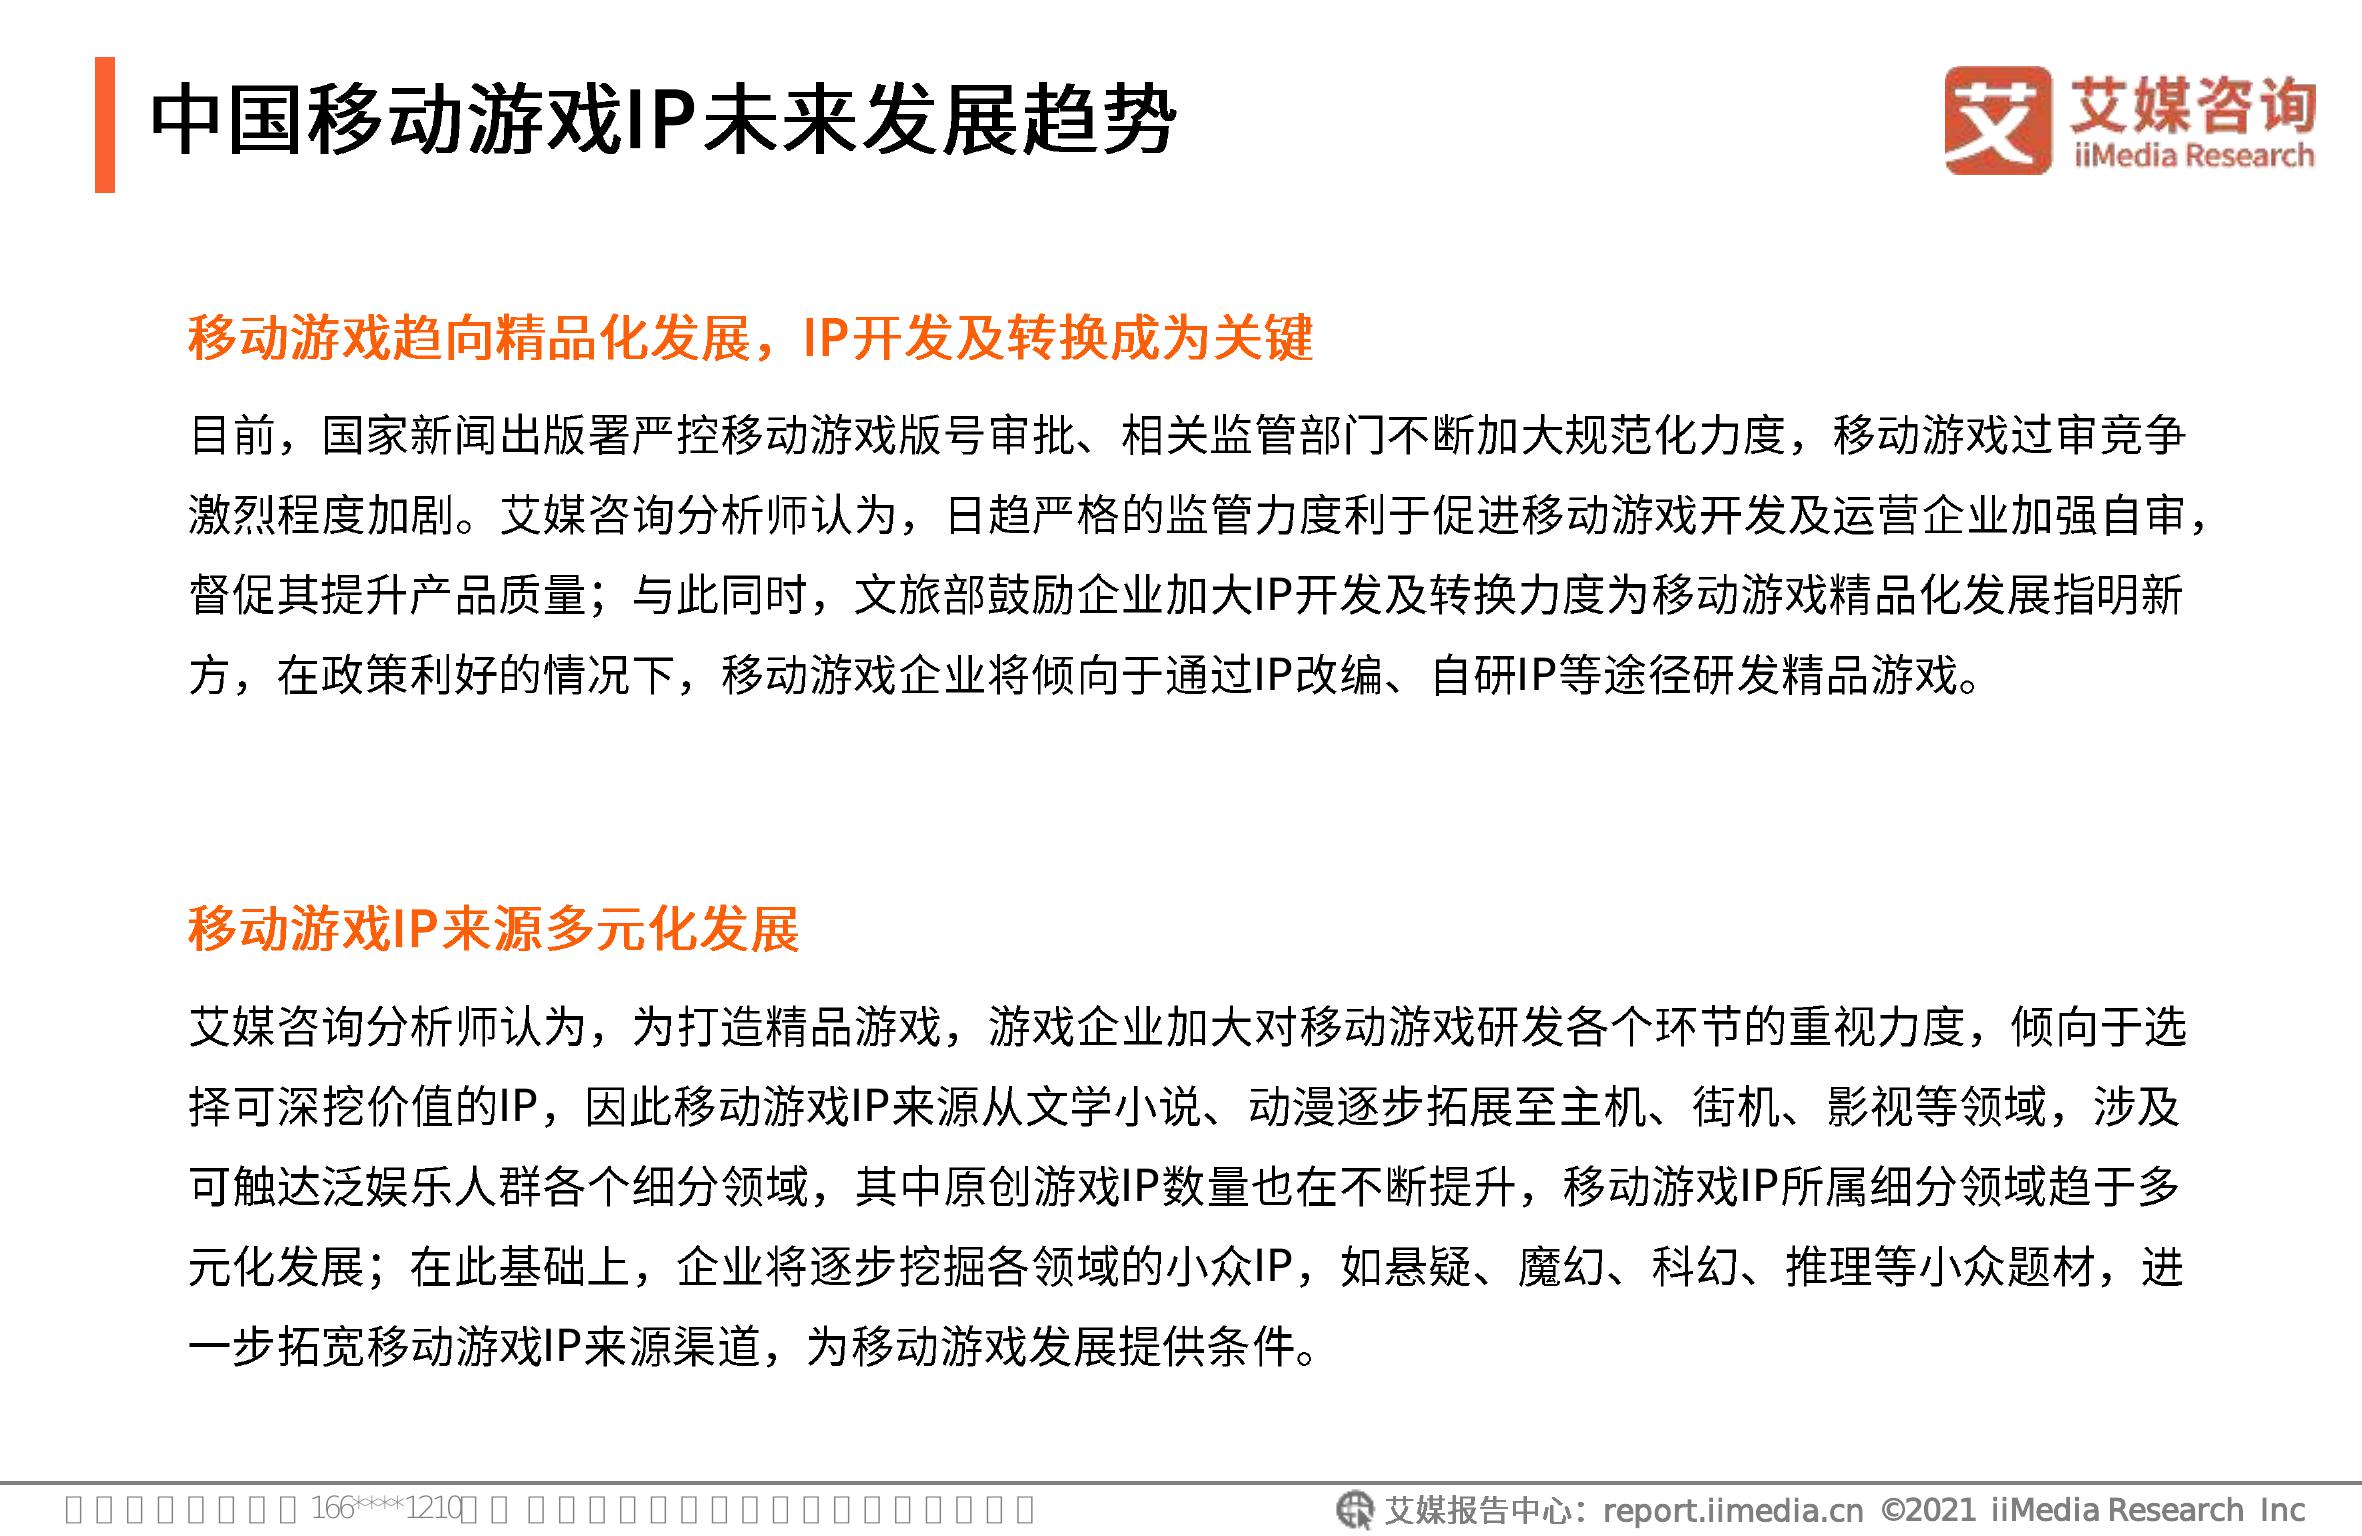 中国移动游戏IP未来发展趋势
艾 艾媒咨询
iiMedia Research
移动游戏趋向精品化发展，IP开发及转换成为关键
目前，国家新闻出版署严控移动游戏版号审批、相关监管部门不断加大规范化力度，移动游戏过审竞争
激烈程度加剧。艾媒咨询分析师认为，日趋严格的监管力度利于促进移动游戏开发及运营企业加强自审，
督促其提升产品质量；与此同时，文旅部鼓励企业加大IP开发及转换力度为移动游戏精品化发展指明新
方，在政策利好的情况下，移动游戏企业将倾向于通过IP改编、自研IP等途径研发精品游戏。
移动游戏IP来源多元化发展
艾媒咨询分析师认为，为打造精品游戏，游戏企业加大对移动游戏研发各个环节的重视力度，倾向于选
择可深挖价值的IP，因此移动游戏IP来源从文学小说、动漫逐步拓展至主机、街机、影视等领域，涉及
可触达泛娱乐人群各个细分领域，其中原创游戏IP数量也在不断提升，移动游戏IP所属细分领域趋于多
元化发展；在此基础上，企业将逐步挖掘各领域的小众IP，如悬疑、魔幻、科幻、推理等小众题材，进
一步拓宽移动游戏IP来源渠道，为移动游戏发展提供条件。
166****1210
艾媒报告中心：report.iimedia.cn ©2021 iiMedia Research Inc